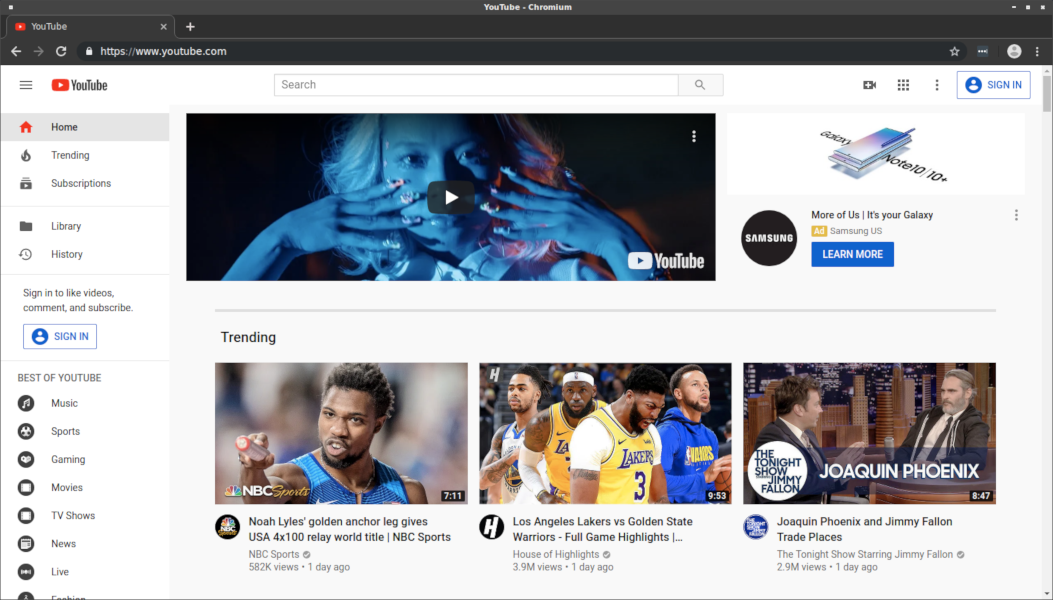 YouTube - Chromium
YouTube
https://www.youtube.com
YouTube
Search
SIGN IN
Home
Trending
Subscriptions
Library
History
Sign in to like videos,
comment, and subscribe.
SIGN IN
BEST OF YOUTUBE
Music
Sports
Gaming
Movies
TV Shows
News
Live
Fashion
YouTube
Galaxy
Note10|10+
SAMSUNG
More of Us | It's your Galaxy
Ad Samsung US
LEARN MORE
Trending
NBC Sports
7:11
NBC
Noah Lyles' golden anchor leg gives
USA 4x100 relay world title | NBC Sports
NBC Sports
582K views • 1 day ago
H
LAKERS
3
9:53
H
Los Angeles Lakers vs Golden State
Warriors - Full Game Highlights |...
House of Highlights
3.9M views • 1 day ago
THE
TONIGHT
SHOW
STARRING
JIMMY
FALLON
JOAQUIN PHOENIX
8:47
Joaquin Phoenix and Jimmy Fallon
Trade Places
The Tonight Show Starring Jimmy Fallon
2.9M views • 1 day ago